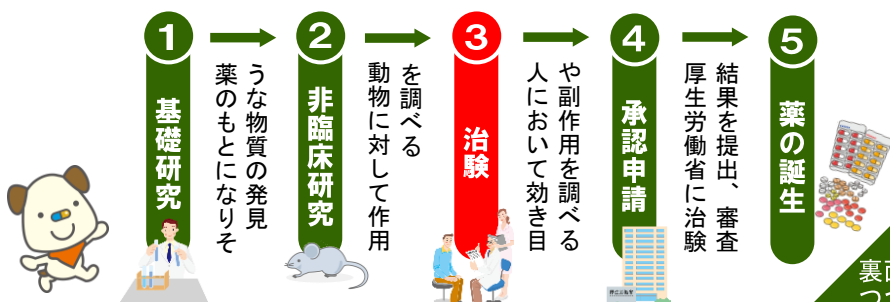 1
基礎研究
薬のもとになりそ
うな物質の発見
2
非臨床研究
動物に対して作用
を調べる
3
治験
人において効き目
や副作用を調べる
4
承認申請
厚生労働省に治験
結果を提出、審査
5
薬の誕生
裏